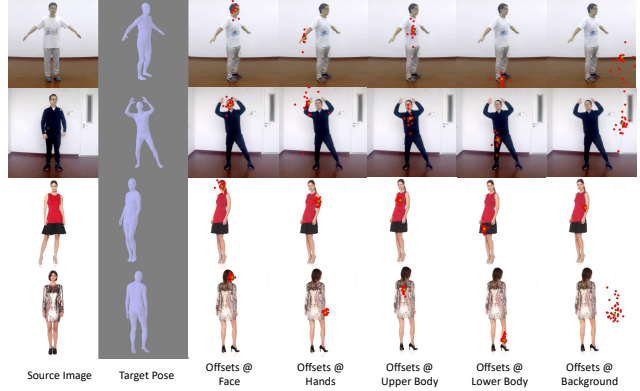 Source Image
Target Pose
Offsets @
Face
Offsets @
Hands
Offsets @
Upper Body
Offsets @
Lower Body
Offsets @
Background